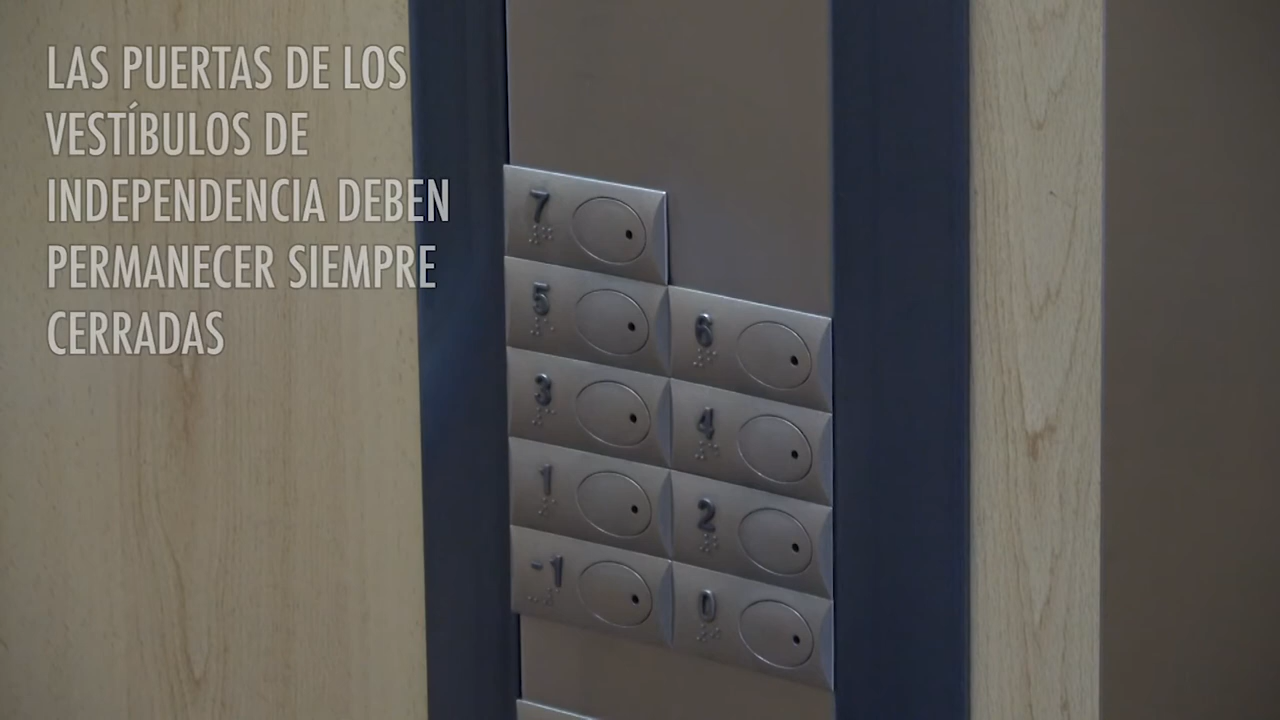 LAS PUERTAS DE LOS
VESTÍBULOS DE
INDEPENDENCIA DEBEN
PERMANECER SIEMPRE
CERRADAS
7
5 6
3 4
1 2
-1 0